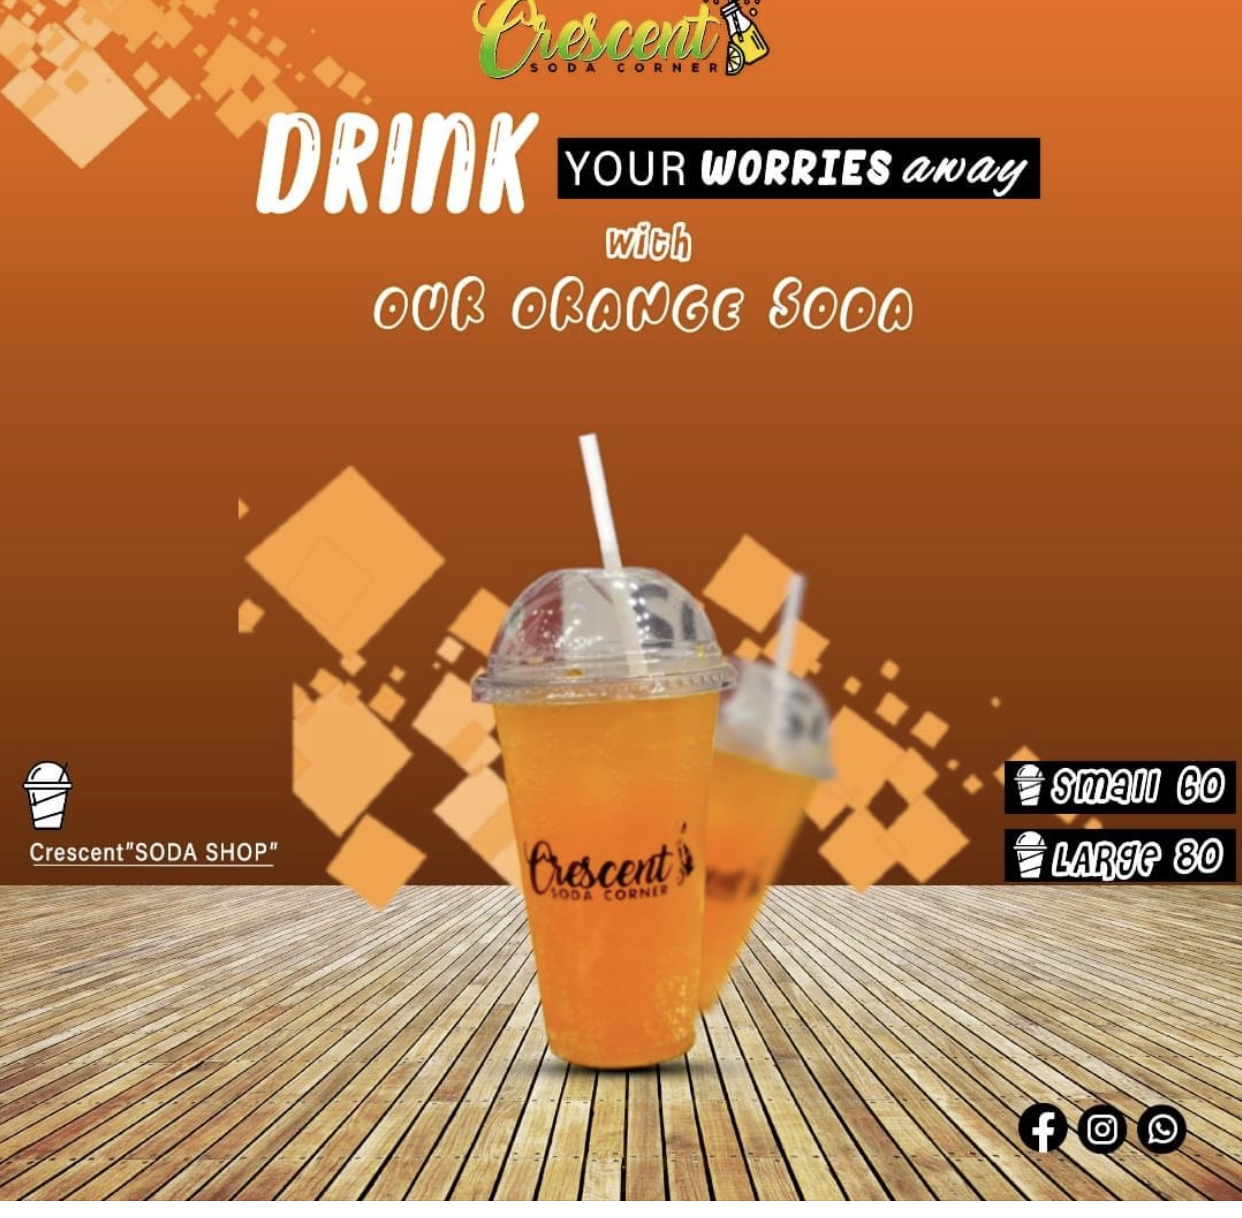 Crescent
SODA CORNER
DRINK YOUR WORRIES away
with
OUR ORANGE SODA
Crescent
SODA CORNER
Crescent"SODA SHOP"
small 60
LARge 80